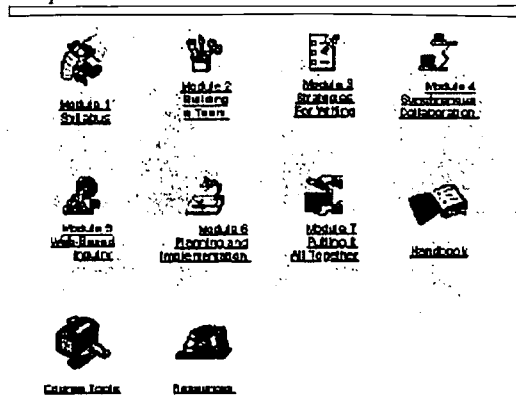 Module 1
Syllabus
Module 2
Building
a Team
Module 3
Strategies
For Writing
Module 4
Synchronous
Collaboration
Module 5
Web-Based
Inquiry
Module 6
Planning and
Implementation
Module 7
Putting it
All Together
Handbook
Course Tools
Resources